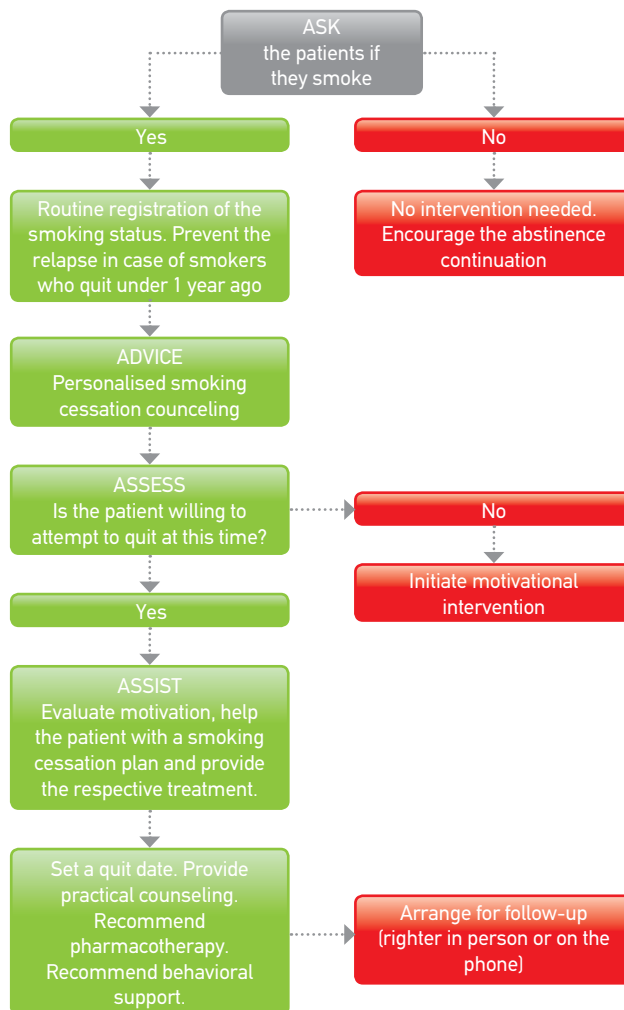 ASK
the patients if
they smoke
Yes
No
Routine registration of the
smoking status. Prevent the
relapse in case of smokers
who quit under 1 year ago
No intervention needed.
Encourage the abstinence
continuation
ADVICE
Personalised smoking
cessation counceling
ASSESS
Is the patient willing to
attempt to quit at this time?
No
Yes
Initiate motivational
intervention
ASSIST
Evaluate motivation, help
the patient with a smoking
cessation plan and provide
the respective treatment.
Set a quit date. Provide
practical counseling.
Recommend
pharmacotherapy.
Recommend behavioral
support.
Arrange for follow-up
(righter in person or on the
phone)